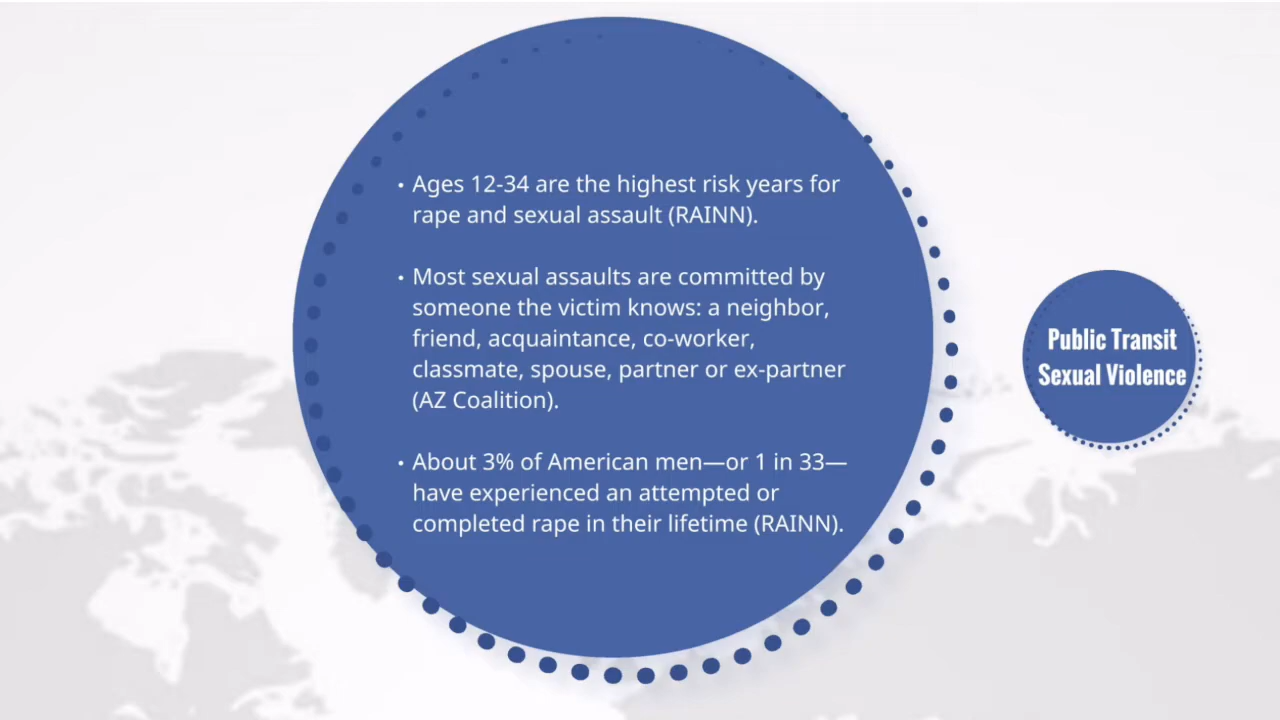 • Ages 12-34 are the highest risk years for
rape and sexual assault (RAINN).
• Most sexual assaults are committed by
someone the victim knows: a neighbor,
friend, acquaintance, co-worker,
classmate, spouse, partner or ex-partner
(AZ Coalition).
• About 3% of American men—or 1 in 33—
have experienced an attempted or
completed rape in their lifetime (RAINN).
Public Transit
Sexual Violence